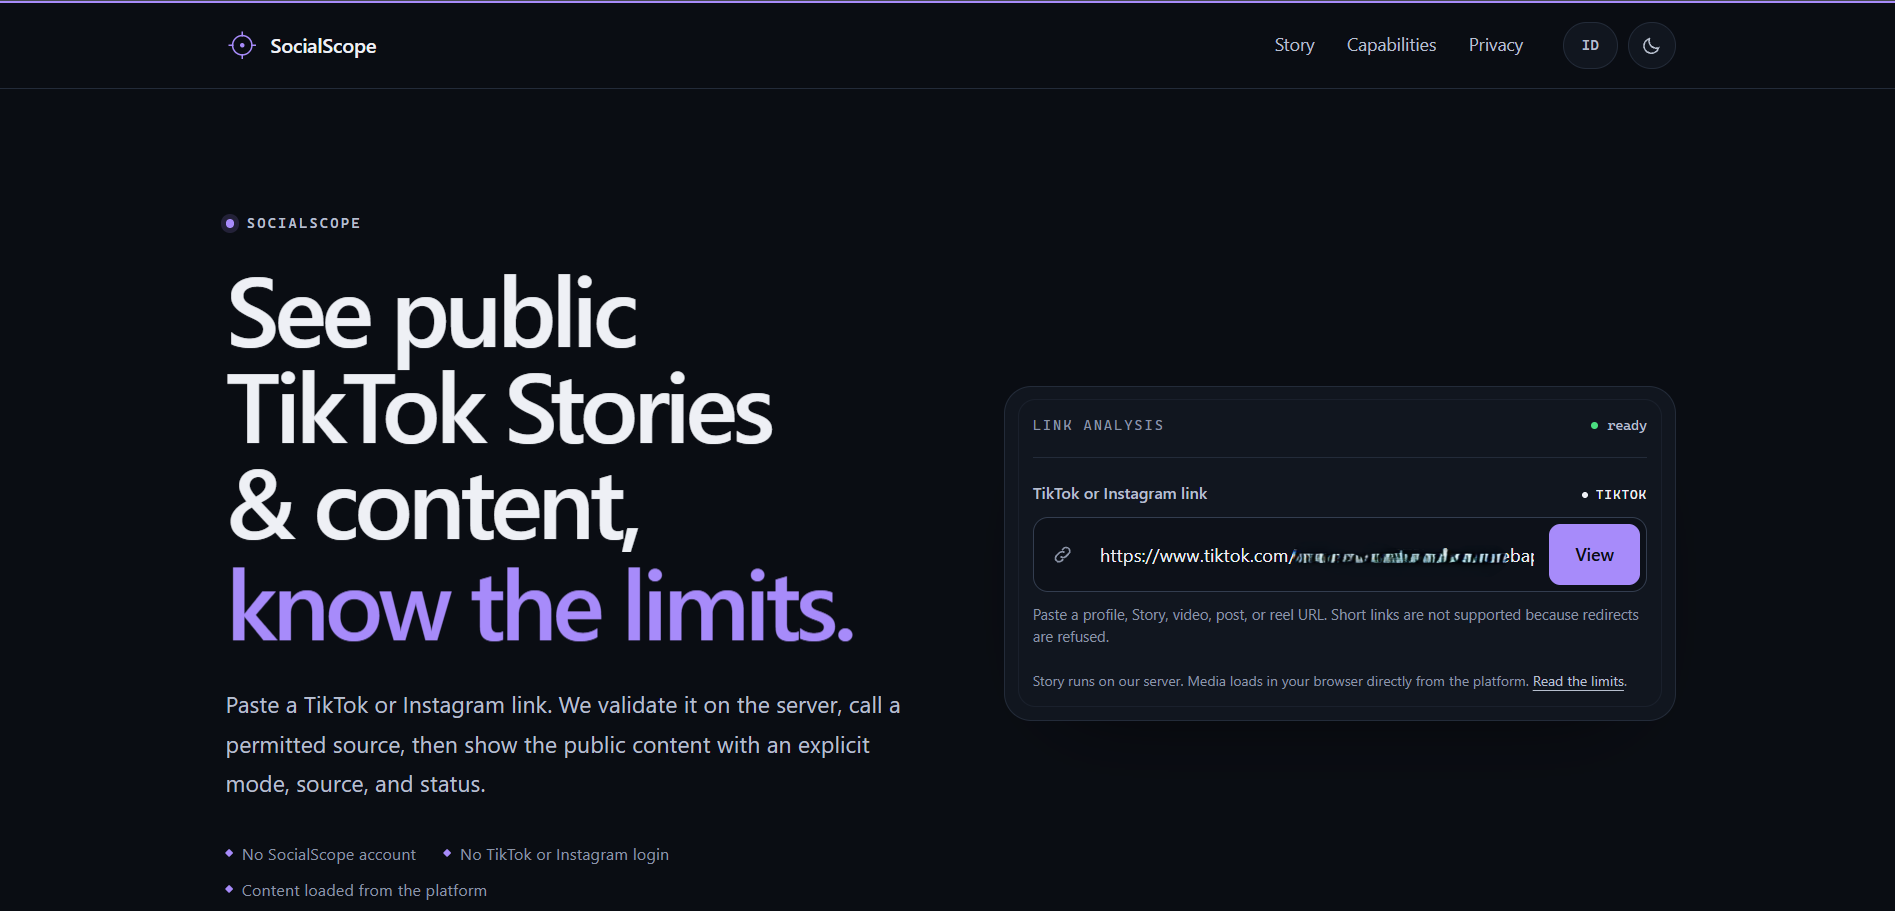 SocialScope
Story Capabilities Privacy ID
SOCIALSCOPE
See public
TikTok Stories
& content,
know the limits.
Paste a TikTok or Instagram link. We validate it on the server, call a
permitted source, then show the public content with an explicit
mode, source, and status.
No SocialScope account No TikTok or Instagram login
Content loaded from the platform
LINK ANALYSIS ready
TikTok or Instagram link TIKTOK
https://www.tiktok.com/ View
Paste a profile, Story, video, post, or reel URL. Short links are not supported because redirects
are refused.
Story runs on our server. Media loads in your browser directly from the platform. Read the limits.